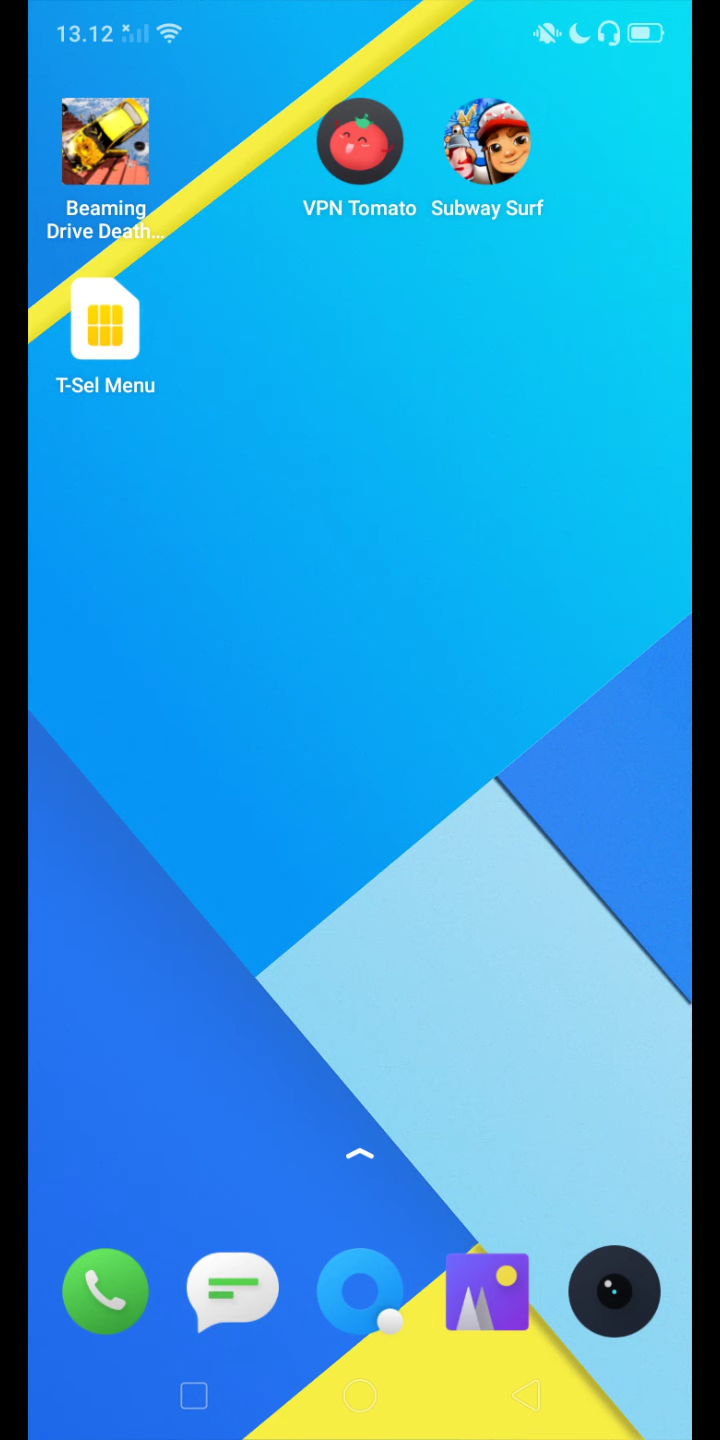 13.12
Beaming
Drive Death...
VPN Tomato
Subway Surf
T-Sel Menu